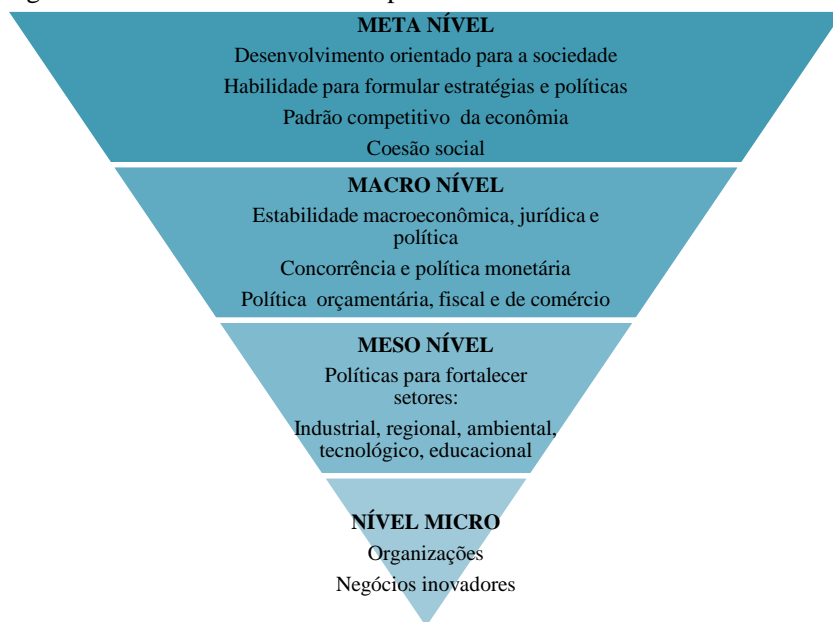 META NÍVEL
Desenvolvimento orientado para a sociedade
Habilidade para formular estratégias e políticas
Padrão competitivo da econômia
Coesão social
MACRO NÍVEL
Estabilidade macroeconômica, jurídica e
política
Concorrência e política monetária
Política orçamentária, fiscal e de comércio
MESO NÍVEL
Políticas para fortalecer
setores:
Industrial, regional, ambiental,
tecnológico, educacional
NÍVEL MICRO
Organizações
Negócios inovadores